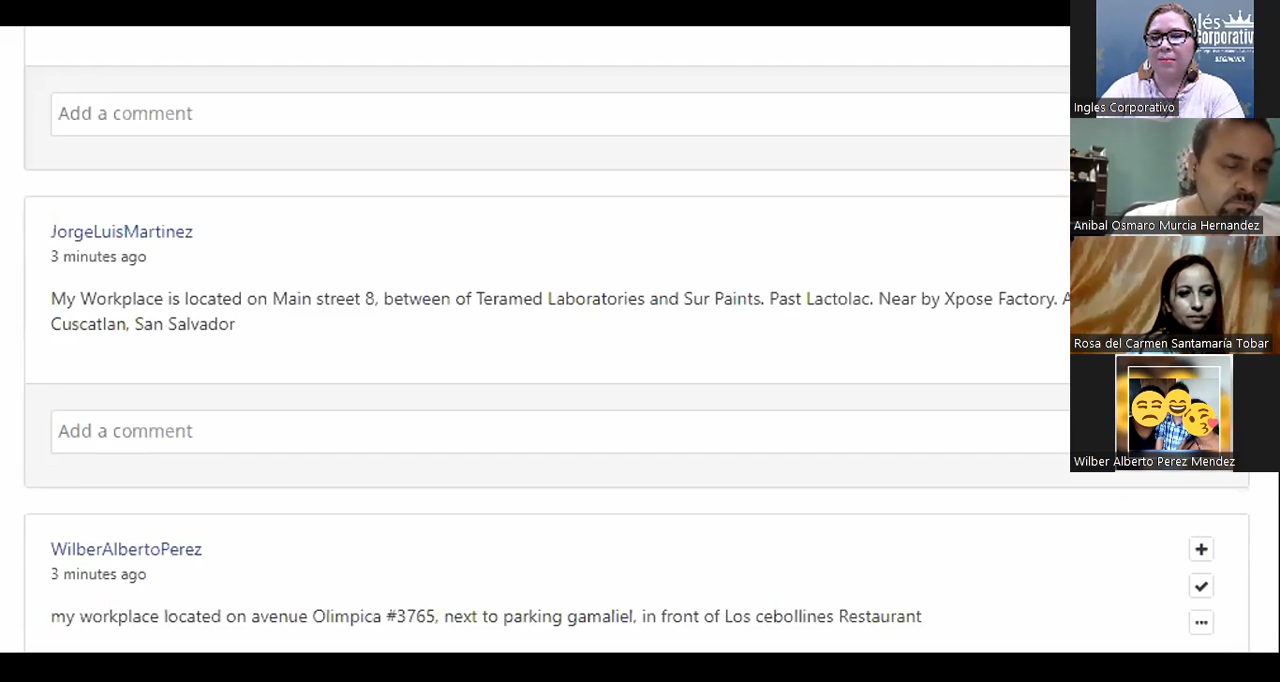 Add a comment
JorgeLuisMartinez
3 minutes ago
My Workplace is located on Main street 8, between of Teramed Laboratories and Sur Paints. Past Lactolac. Near by Xpose Factory.
Cuscatlan, San Salvador
Add a comment
WilberAlbertoPerez
3 minutes ago
my workplace located on avenue Olimpica #3765, next to parking gamaliel, in front of Los cebollines Restaurant
Corporativ
BEGINNER
Ingles Corporativo
Anibal Osmaro Murcia Hernandez
Rosa del Carmen Santamaría Tobar
Wilber Alberto Perez Mendez